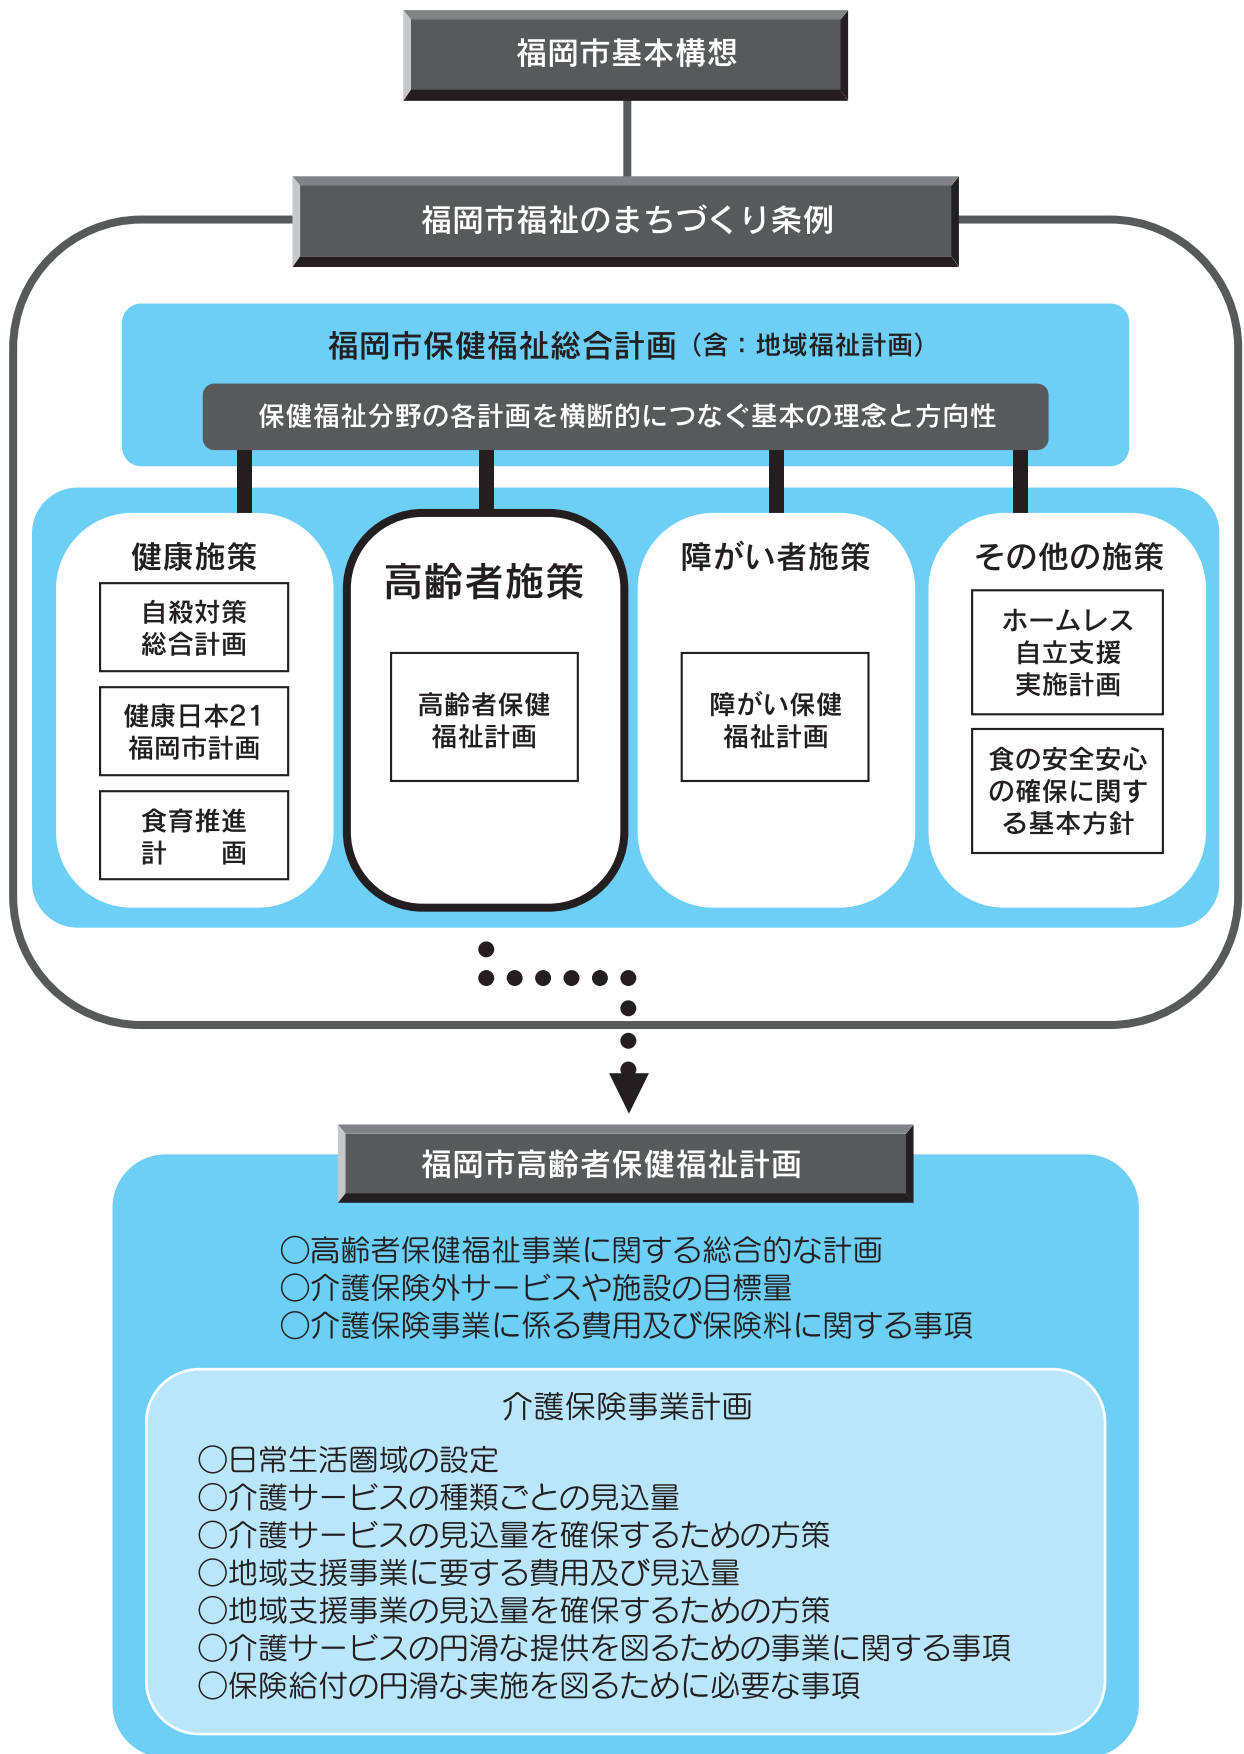 福岡市基本構想
福岡市福祉のまちづくり条例
福岡市保健福祉総合計画（含：地域福祉計画）
保健福祉分野の各計画を横断的につなぐ基本の理念と方向性
健康施策
自殺対策
総合計画
健康日本21
福岡市計画
食育推進
計　　画
高齢者施策
高齢者保健
福祉計画
障がい者施策
障がい保健
福祉計画
その他の施策
ホームレス
自立支援
実施計画
食の安全安心
の確保に関す
る基本方針
福岡市高齢者保健福祉計画
○高齢者保健福祉事業に関する総合的な計画
○介護保険外サービスや施設の目標量
○介護保険事業に係る費用及び保険料に関する事項
介護保険事業計画
○日常生活圏域の設定
○介護サービスの種類ごとの見込量
○介護サービスの見込量を確保するための方策
○地域支援事業に要する費用及び見込量
○地域支援事業の見込量を確保するための方策
○介護サービスの円滑な提供を図るための事業に関する事項
○保険給付の円滑な実施を図るために必要な事項